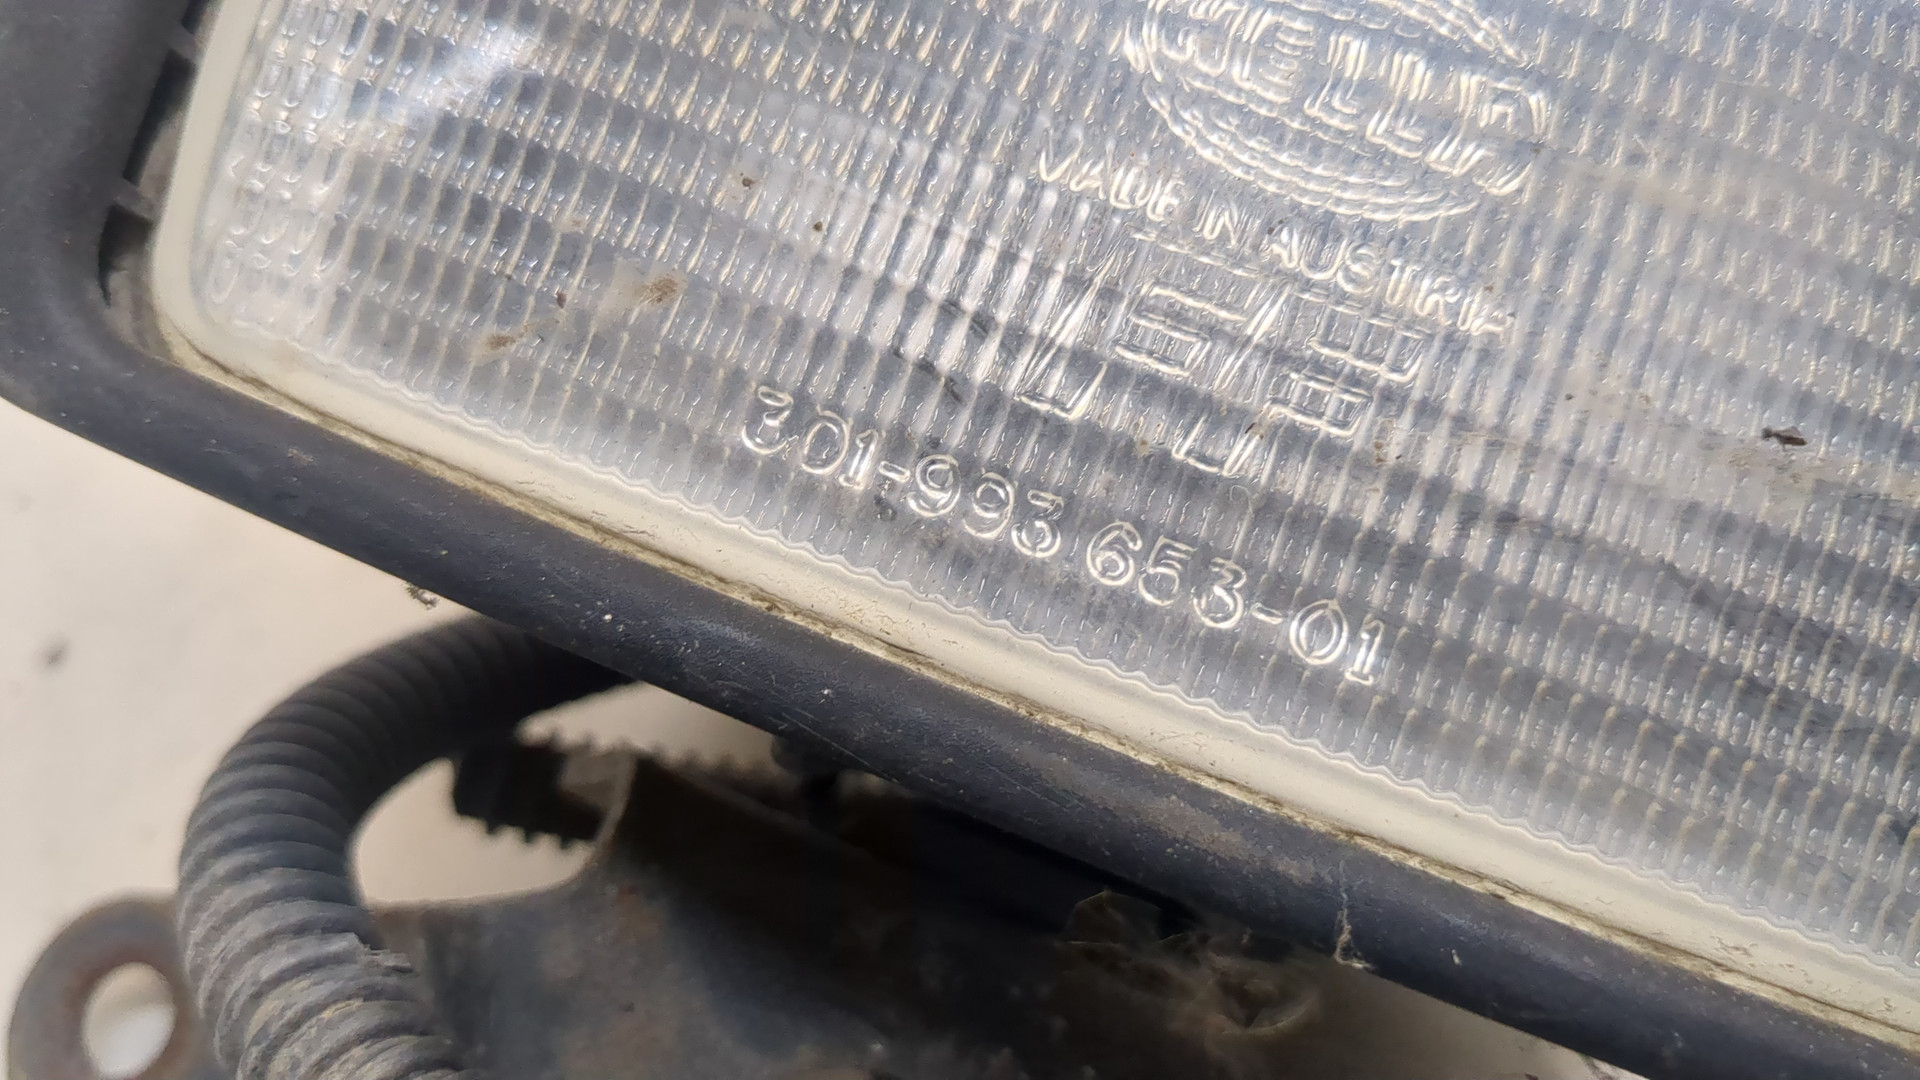 HELLA
MADE IN AUSTRIA
301-993 653-01